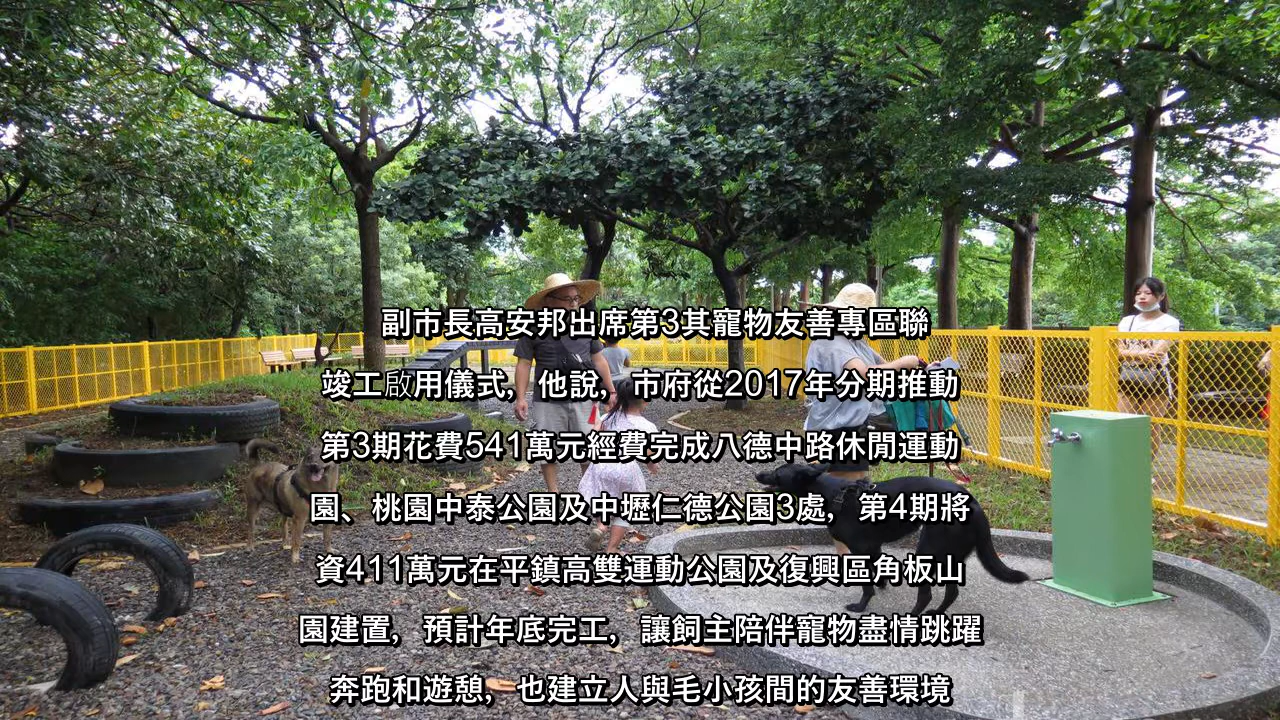 副市長高安邦出席第3其寵物友善專區聯
竣工啟用儀式，他說，市府從2017年分期推動
第3期花費541萬元經費完成八德中路休閒運動
園、桃園中泰公園及中壢仁德公園3處，第4期將
資411萬元在平鎮高雙運動公園及復興區角板山
園建置，預計年底完工，讓飼主陪伴寵物盡情跳躍
奔跑和遊憩，也建立人與毛小孩間的友善環境